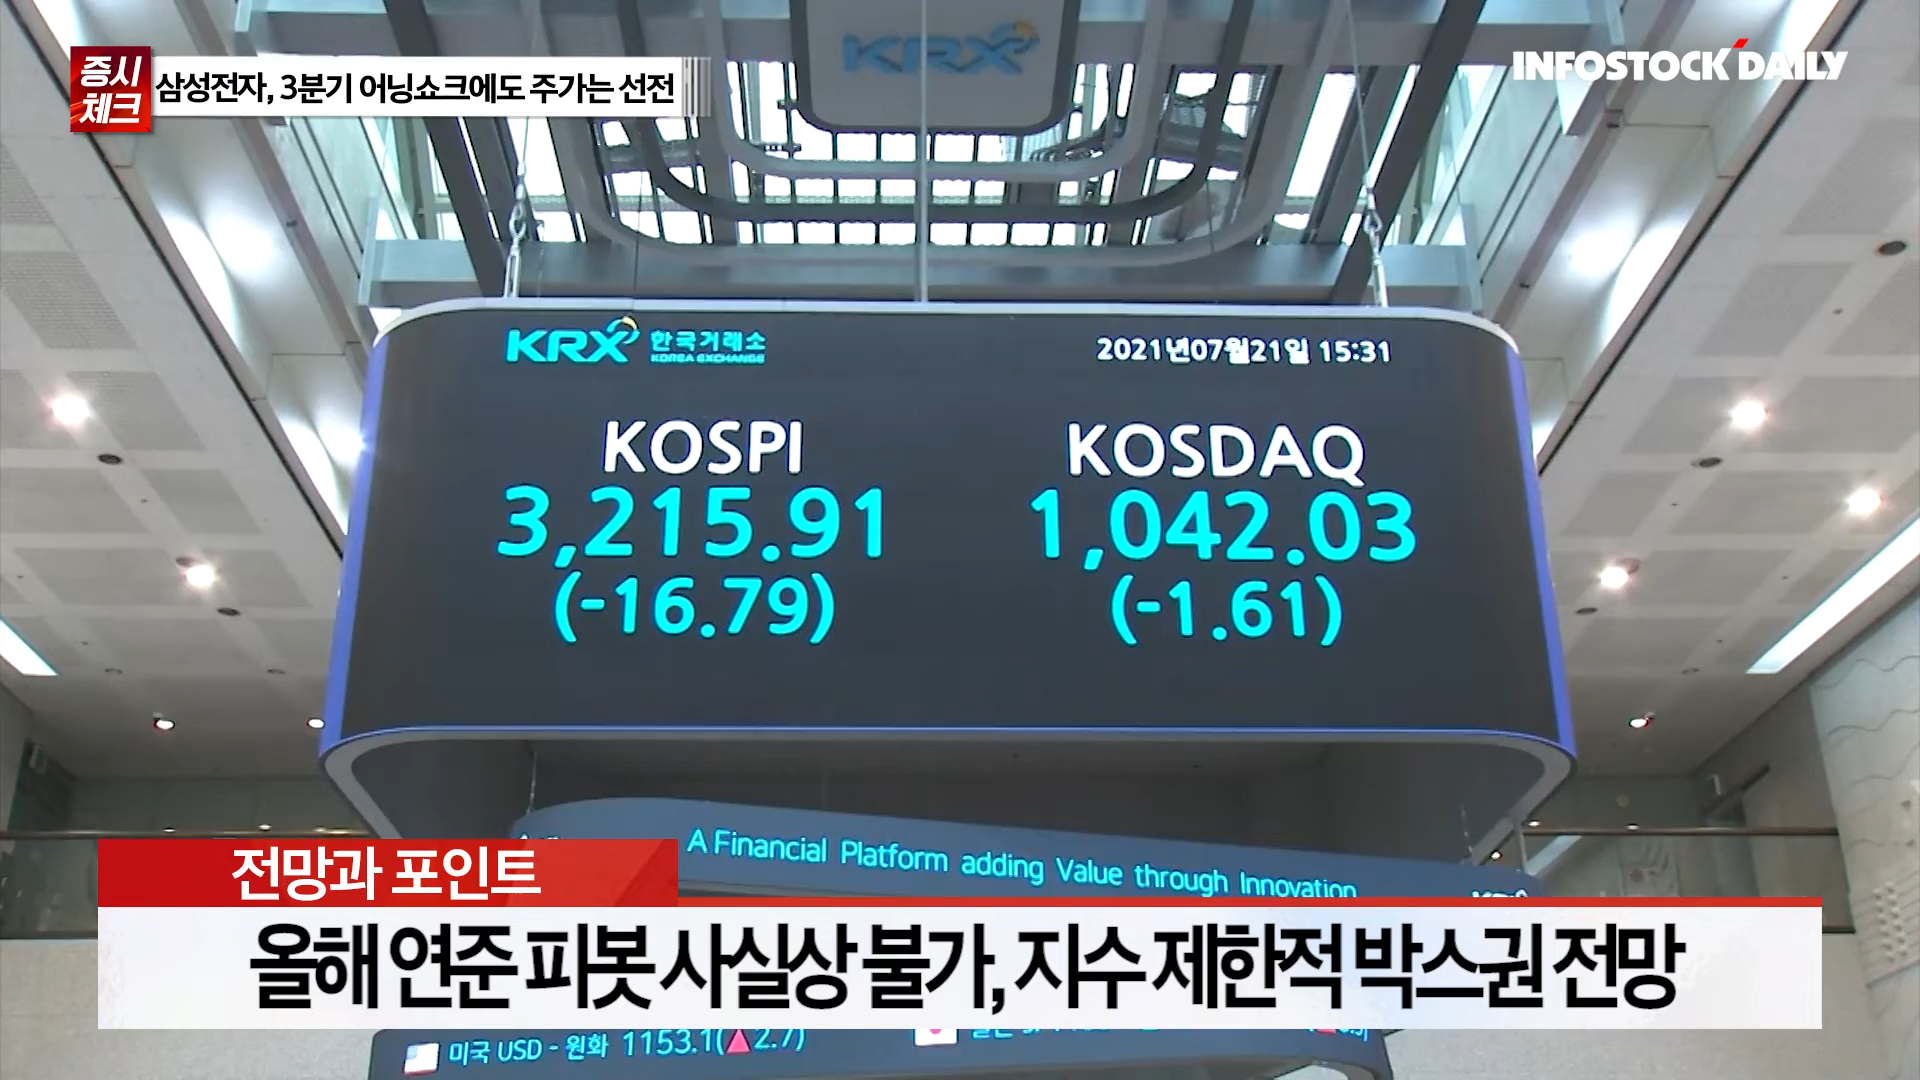 증시
체크
삼성전자, 3분기 어닝쇼크에도 주가는 선전
INFOSTOCK DAILY
KRX
KRX 한국거래소
KOREA EXCHANGE
2021년07월21일 15:31
KOSPI
3,215.91
(-16.79)
KOSDAQ
1,042.03
(-1.61)
A Financial Platform adding Value through Innovation
KRX
전망과 포인트
올해 연준 피봇 사실상 불가, 지수 제한적 박스권 전망
미국 USD - 원화 1153.1(▲2.7)